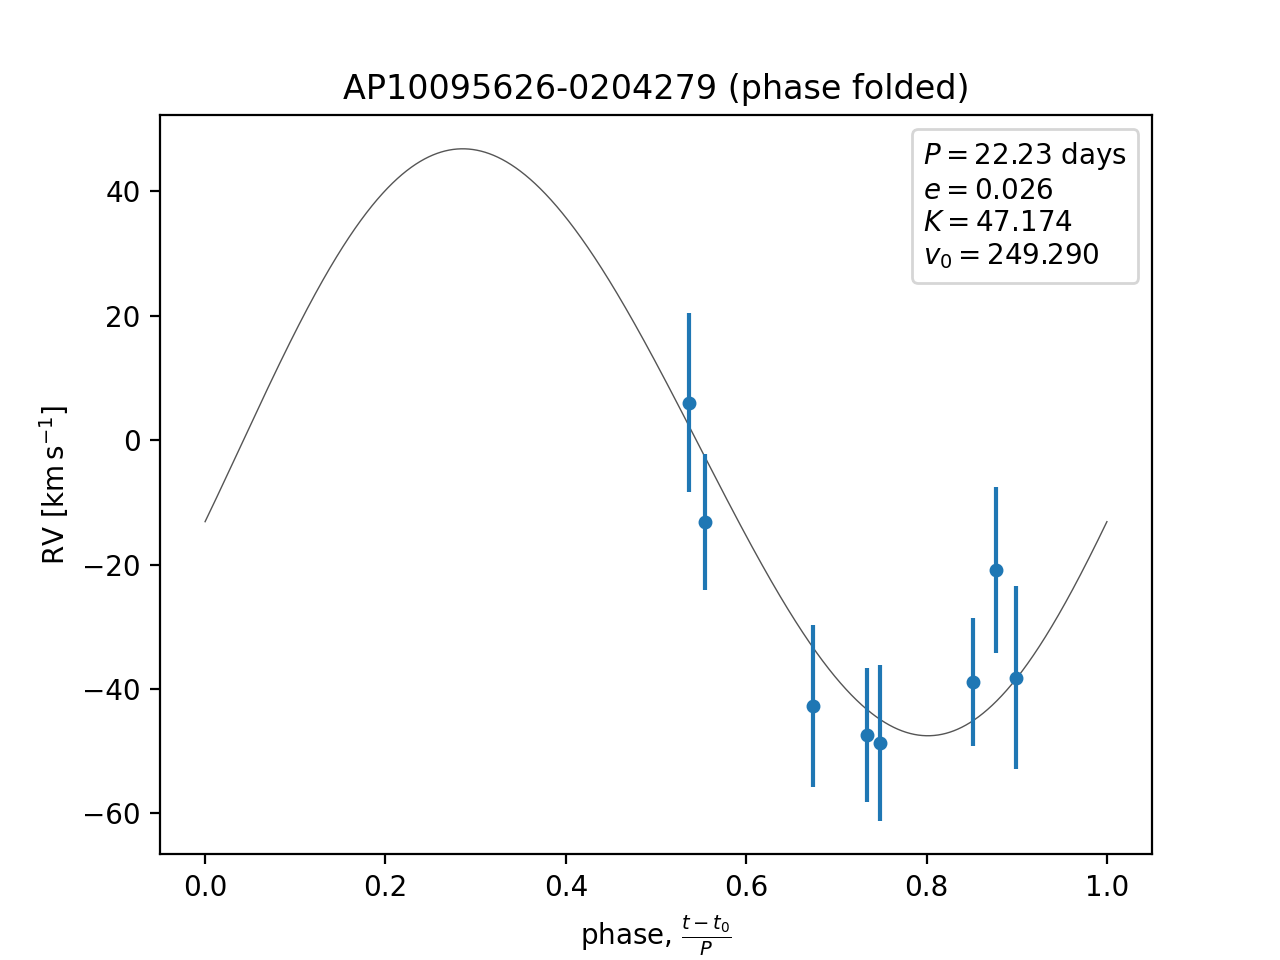 AP10095626-0204279 (phase folded)
P = 22.23 days
e = 0.026
K = 47.174
v₀ = 249.290
40
20
0
−20
−40
−60
RV [km s⁻¹]
0.0 0.2 0.4 0.6 0.8 1.0
phase, (t − t₀)/P